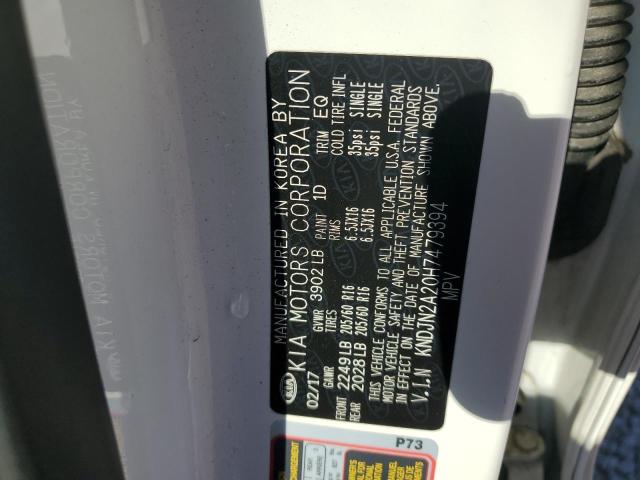 MANUFACTURED IN KOREA BY
KIA KIA MOTORS CORPORATION
02/17 GVWR 3902 LB PAINT 1D TRIM EQ
GAWR TIRES RIMS COLD TIRE INFL
FRONT 2249 LB 205/60 R16 6.5JX16 35psi SINGLE
REAR 2028 LB 205/60 R16 6.5JX16 35psi SINGLE
THIS VEHICLE CONFORMS TO ALL APPLICABLE U.S.A. FEDERAL
MOTOR VEHICLE SAFETY AND THEFT PREVENTION STANDARDS
IN EFFECT ON THE DATE OF MANUFACTURE SHOWN ABOVE.
V.I.N KNDJN2A20H7479394
MPV
P73